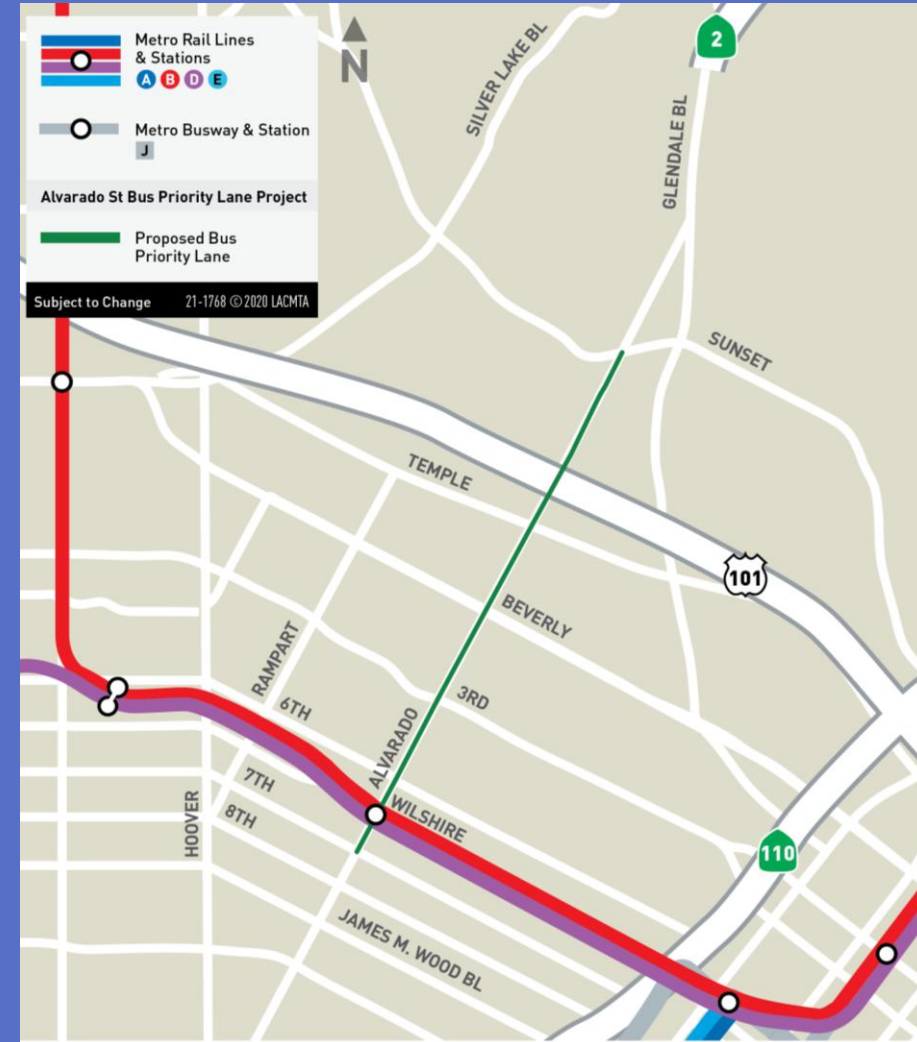 Metro Rail Lines
& Stations
A B D E
Metro Busway & Station
J
Alvarado St Bus Priority Lane Project
Proposed Bus
Priority Lane
Subject to Change 21-1768 © 2020 LACMTA
N
2
SILVER LAKE BL
GLENDALE BL
SUNSET
TEMPLE
101
BEVERLY
RAMPART
6TH
3RD
ALVARADO
7TH
WILSHIRE
8TH
HOOVER
110
JAMES M. WOOD BL